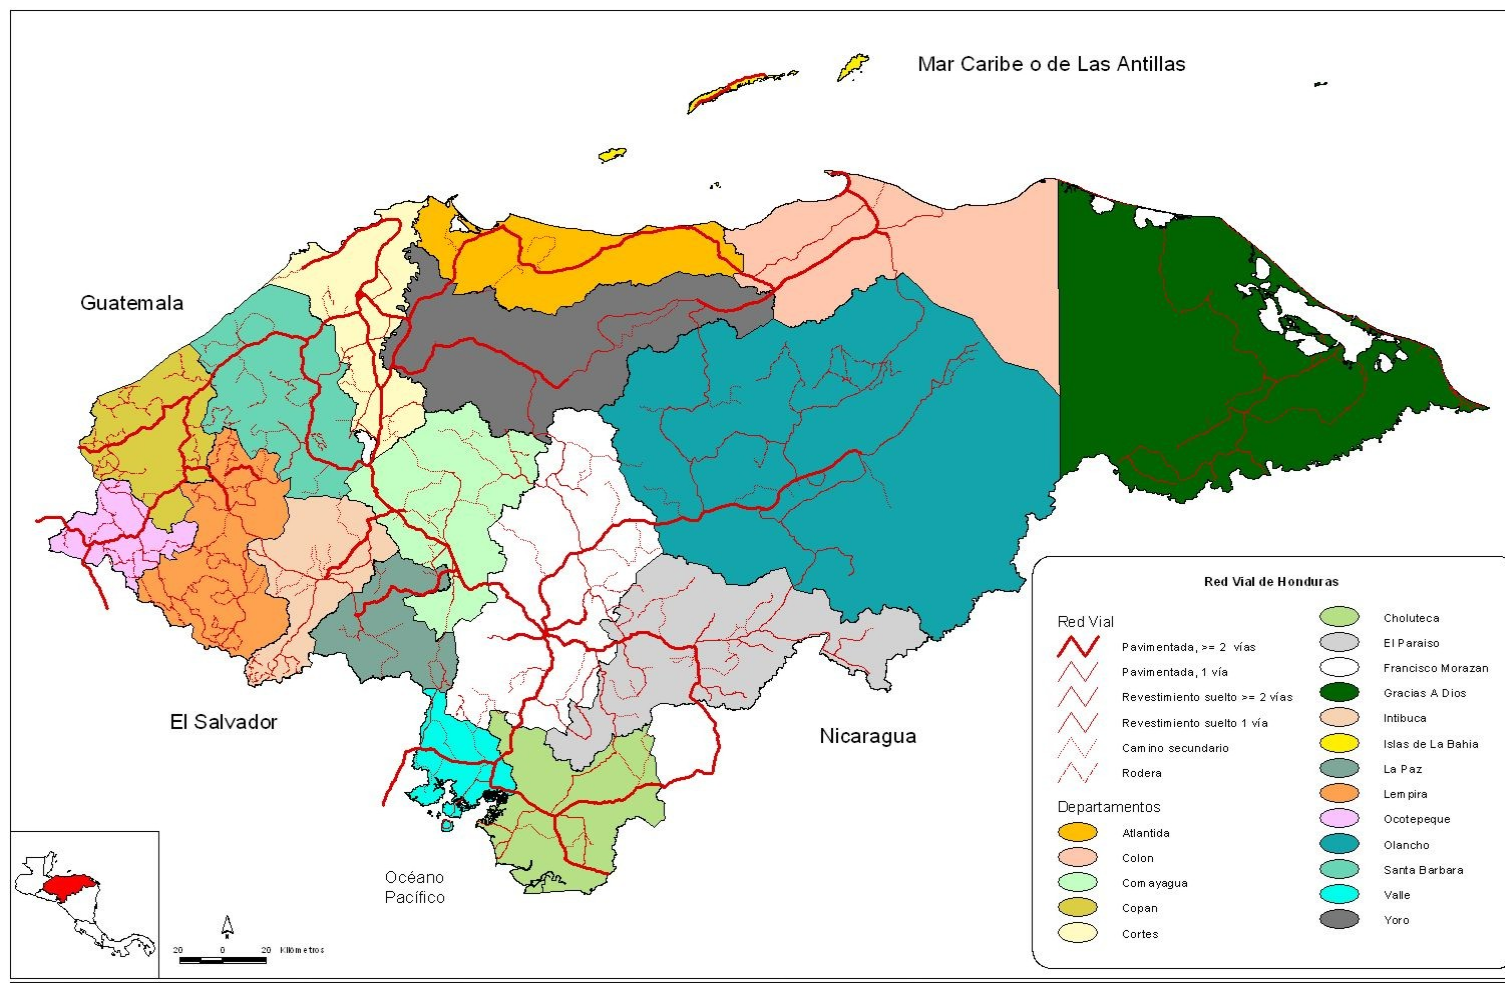 Mar Caribe o de Las Antillas
Guatemala
El Salvador
Nicaragua
Océano
Pacífico
20 0 20 Kilómetros
Red Vial de Honduras
Red Vial
Pavimentada, >= 2 vías
Pavimentada, 1 vía
Revestimiento suelto >= 2 vías
Revestimiento suelto 1 vía
Camino secundario
Rodera
Departamentos
Atlantida
Colon
Comayagua
Copan
Cortes
Choluteca
El Paraiso
Francisco Morazan
Gracias A Dios
Intibuca
Islas de La Bahia
La Paz
Lempira
Ocotepeque
Olancho
Santa Barbara
Valle
Yoro